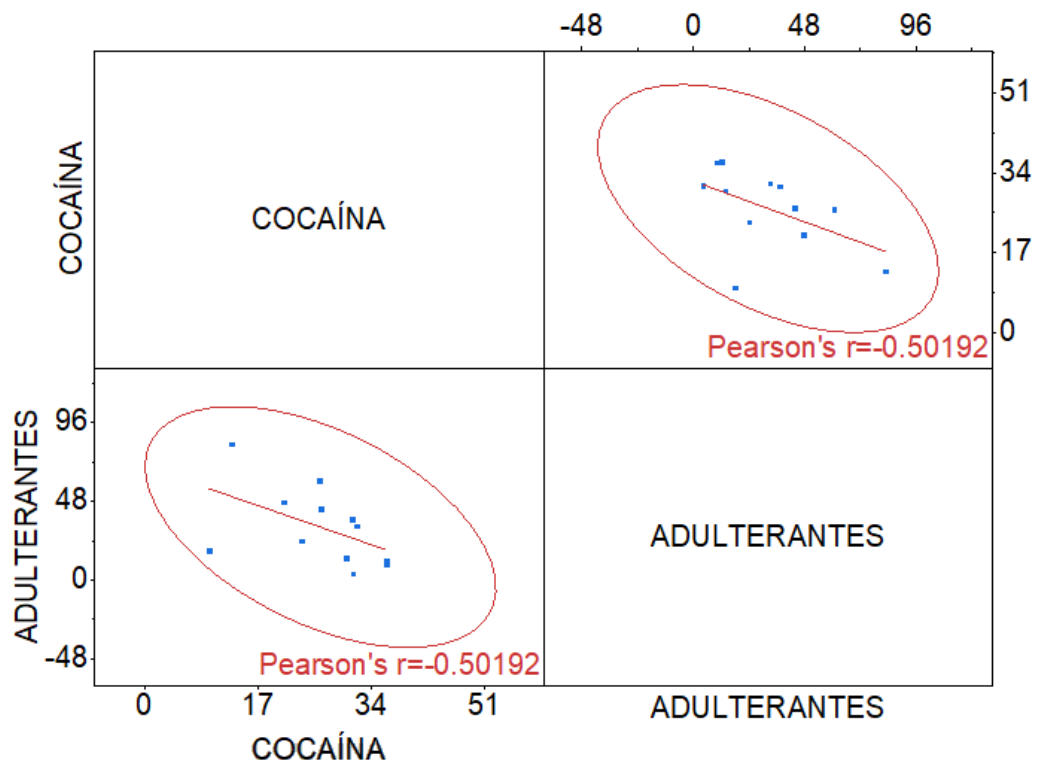 -48 0 48 96
COCAÍNA
COCAÍNA
51
34
17
0
Pearson's r=-0.50192
ADULTERANTES
96
48
0
-48
Pearson's r=-0.50192
ADULTERANTES
0 17 34 51
COCAÍNA
ADULTERANTES